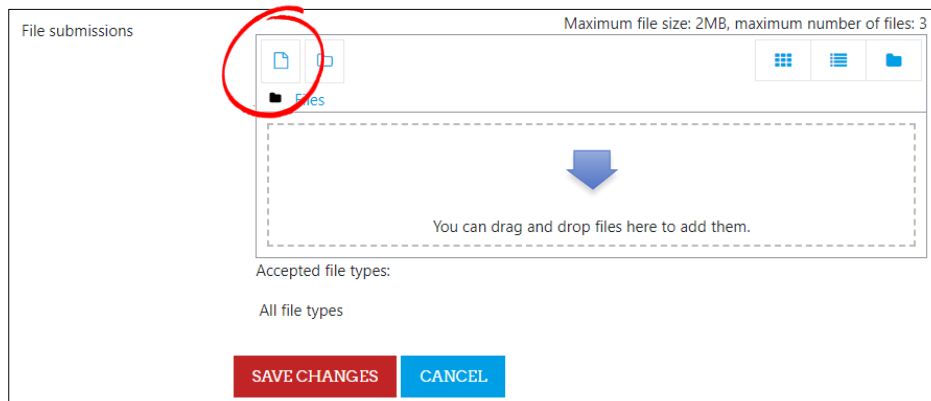 File submissions
Maximum file size: 2MB, maximum number of files: 3
Files
You can drag and drop files here to add them.
Accepted file types:
All file types
SAVE CHANGES
CANCEL